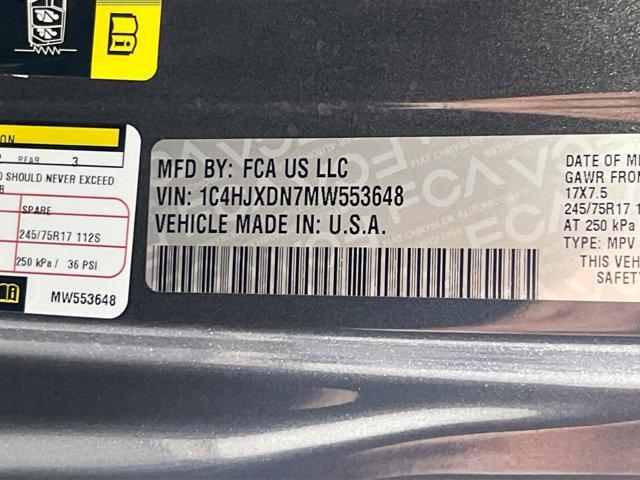 ON
REAR 3
SHOULD NEVER EXCEED
SPARE
245/75R17 112S
250 kPa / 36 PSI
MW553648
MFD BY: FCA US LLC
VIN: 1C4HJXDN7MW553648
VEHICLE MADE IN: U.S.A.
DATE OF M
GAWR FRON
17X7.5
245/75R17
AT 250 kPa
TYPE: MPV
THIS VEH
SAFETY